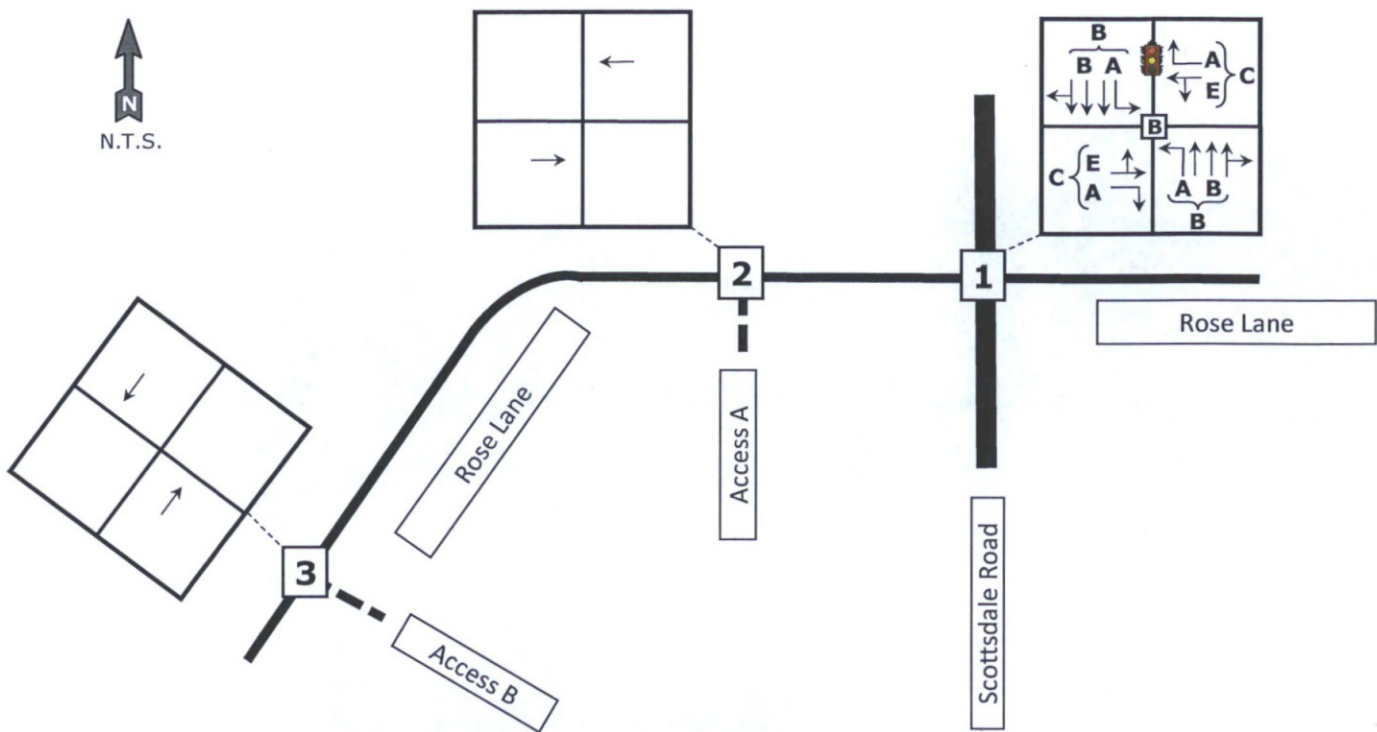 N
N.T.S.
B
B A
A
E
C
B
C
E
A
A B
B
2
1
Rose Lane
Rose Lane
Access A
Scottsdale Road
3
Access B